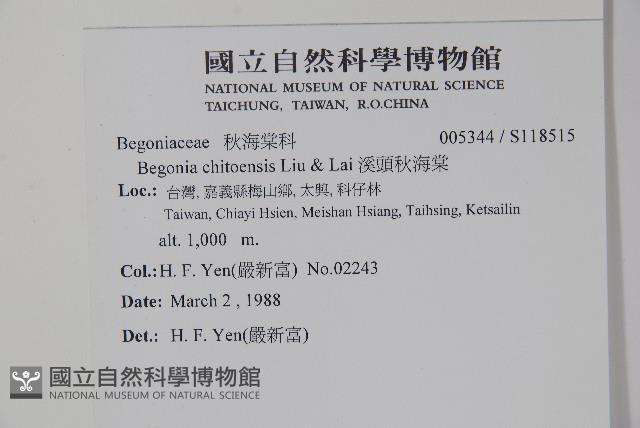 國立自然科學博物館
NATIONAL MUSEUM OF NATURAL SCIENCE
TAICHUNG, TAIWAN, R.O.CHINA
Begoniaceae 秋海棠科 005344 / S118515
Begonia chitoensis Liu & Lai 溪頭秋海棠
Loc.: 台灣, 嘉義縣梅山鄉, 太興, 科仔林
Taiwan, Chiayi Hsien, Meishan Hsiang, Taihsing, Ketsailin
alt. 1,000 m.
Col.: H. F. Yen(嚴新富) No.02243
Date: March 2 , 1988
Det.: H. F. Yen(嚴新富)
國立自然科學博物館
NATIONAL MUSEUM OF NATURAL SCIENCE